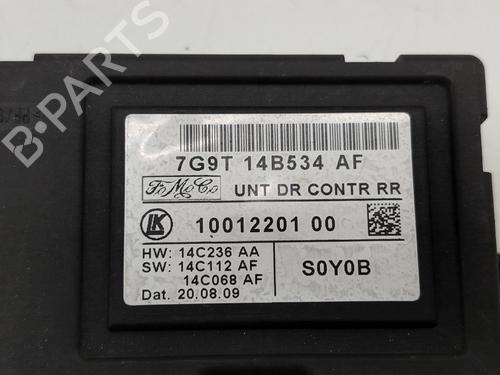 B-PARTS
7G9T 14B534 AF
FoMoCo
UNT DR CONTR RR
LK
10012201 00
HW: 14C236 AA
SW: 14C112 AF
14C068 AF
S0Y0B
Dat. 20.08.09